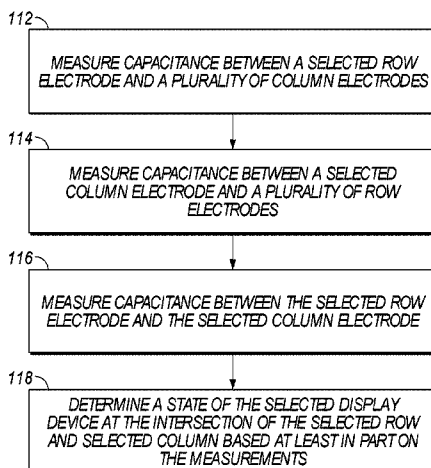 112
MEASURE CAPACITANCE BETWEEN A SELECTED ROW
ELECTRODE AND A PLURALITY OF COLUMN ELECTRODES
114
MEASURE CAPACITANCE BETWEEN A SELECTED
COLUMN ELECTRODE AND A PLURALITY OF ROW
ELECTRODES
116
MEASURE CAPACITANCE BETWEEN THE SELECTED ROW
ELECTRODE AND THE SELECTED COLUMN ELECTRODE
118
DETERMINE A STATE OF THE SELECTED DISPLAY
DEVICE AT THE INTERSECTION OF THE SELECTED ROW
AND SELECTED COLUMN BASED AT LEAST IN PART ON
THE MEASUREMENTS